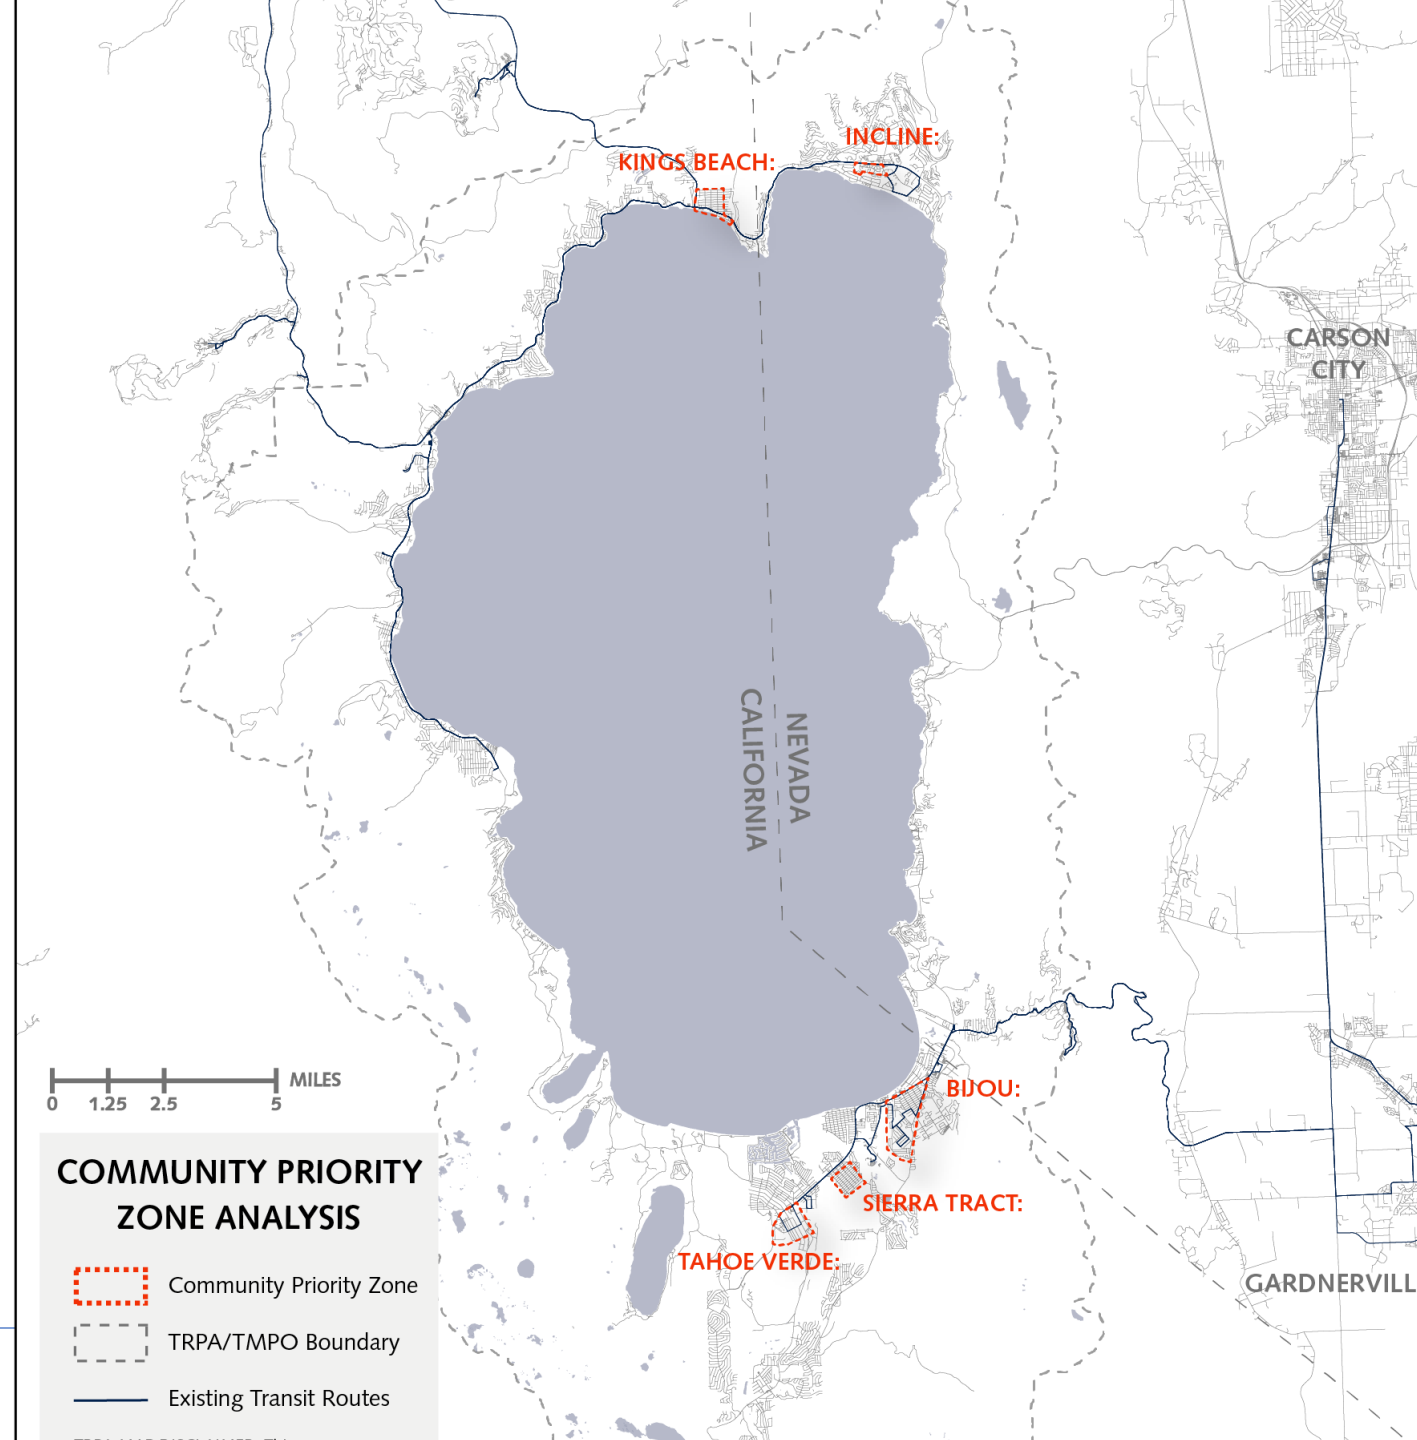 INCLINE:
KINGS BEACH:
CARSON
CITY
NEVADA
CALIFORNIA
MILES
0 1.25 2.5 5
BIJOU:
SIERRA TRACT:
TAHOE VERDE:
GARDNERVILL
COMMUNITY PRIORITY
ZONE ANALYSIS
Community Priority Zone
TRPA/TMPO Boundary
Existing Transit Routes